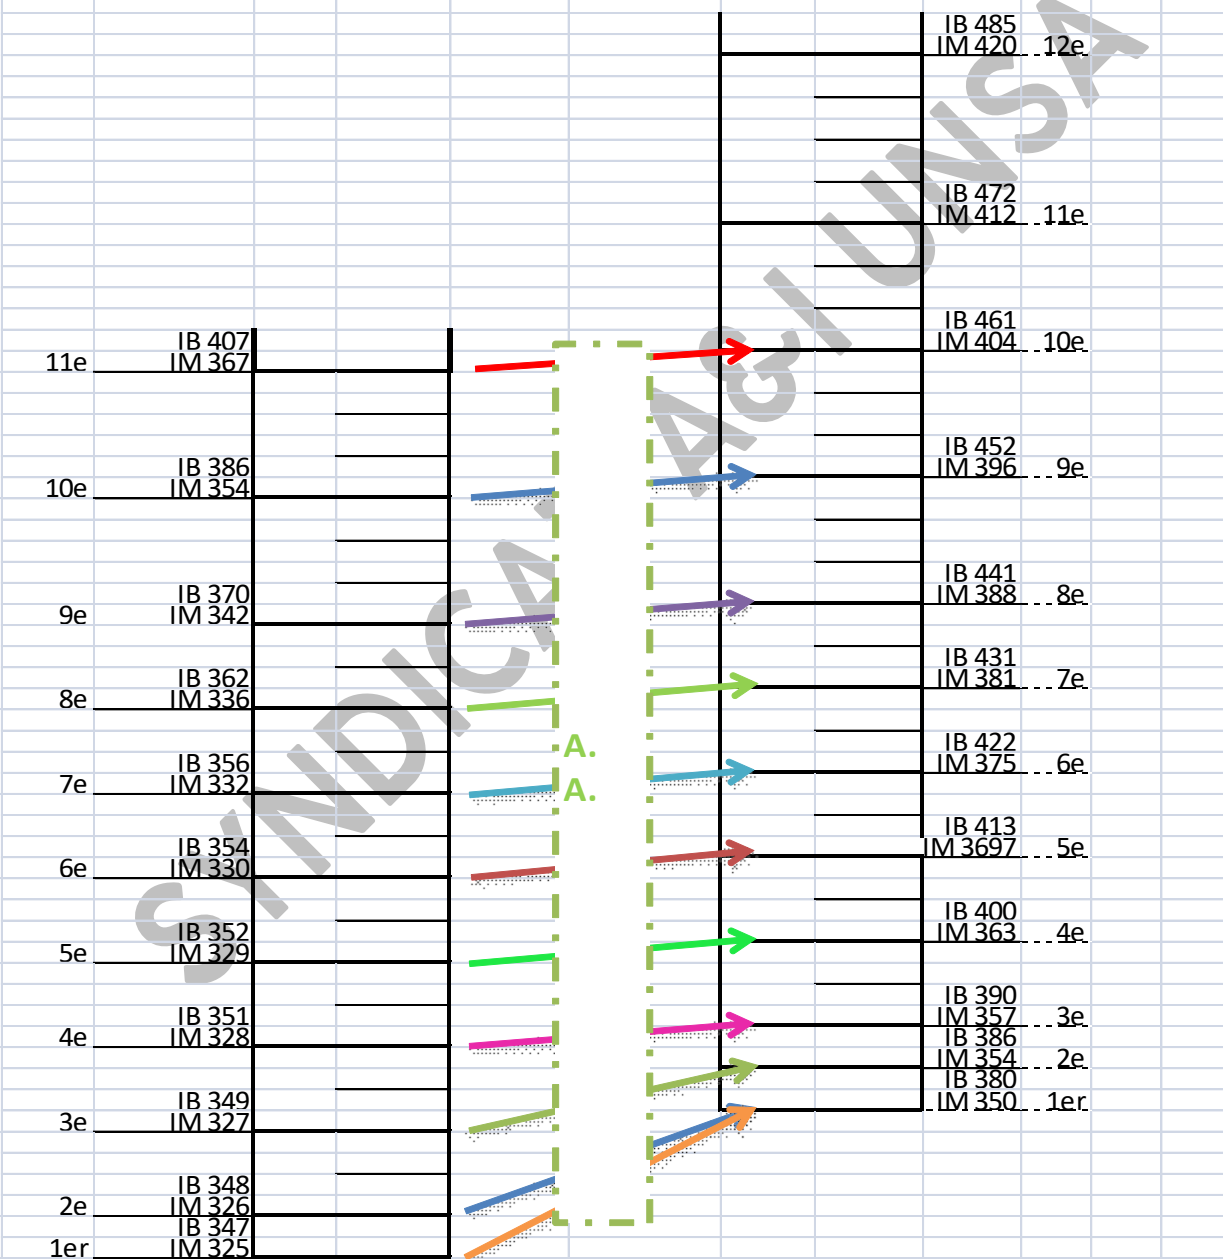 IB 485
IM 420 12e
IB 472
IM 412 11e
IB 461
IM 404 10e
IB 452
IM 396 9e
IB 441
IM 388 8e
IB 431
IM 381 7e
IB 422
IM 375 6e
IB 413
IM 3697 5e
IB 400
IM 363 4e
IB 390
IM 357 3e
IB 386
IM 354 2e
IB 380
IM 350 1er
IB 407
11e IM 367
IB 386
10e IM 354
IB 370
9e IM 342
IB 362
8e IM 336
IB 356
7e IM 332
IB 354
6e IM 330
IB 352
5e IM 329
IB 351
4e IM 328
IB 349
3e IM 327
IB 348
2e IM 326
IB 347
1er IM 325
A.
A.
A&I UNSA